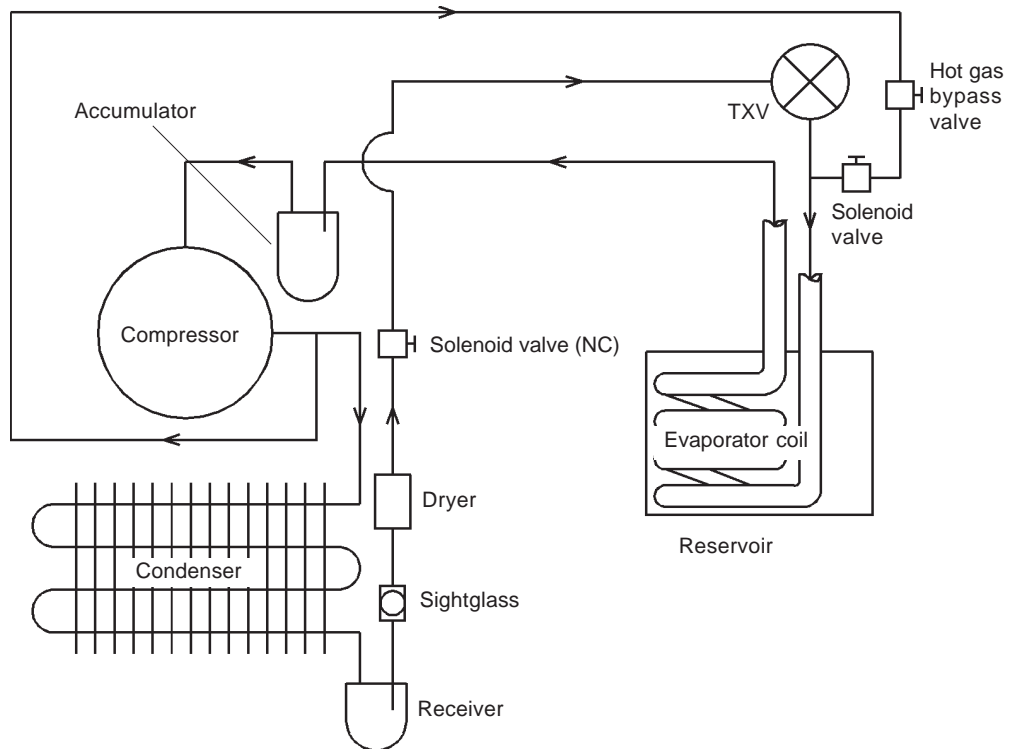 Hot gas
bypass
valve
TXV
Accumulator
Solenoid
valve
Compressor
Solenoid valve (NC)
Evaporator coil
Dryer
Reservoir
Condenser
Sightglass
Receiver